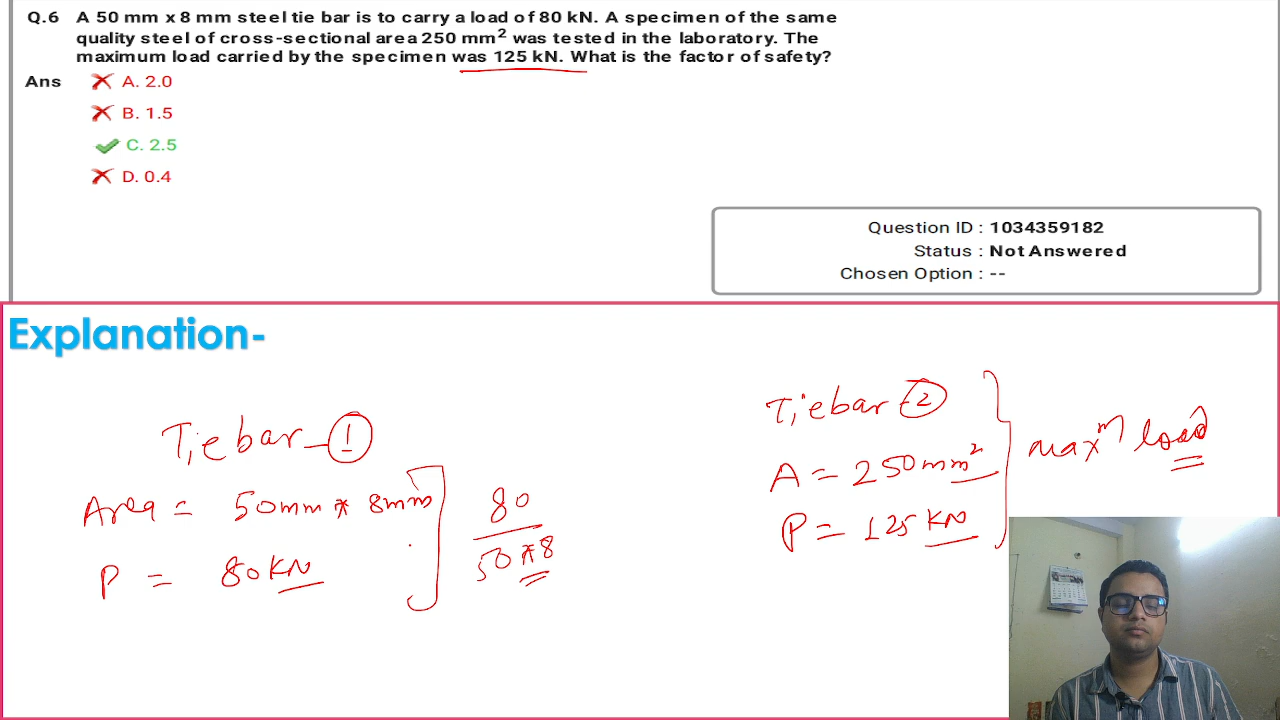 Q.6 A 50 mm x 8 mm steel tie bar is to carry a load of 80 kN. A specimen of the same
quality steel of cross-sectional area 250 mm² was tested in the laboratory. The
maximum load carried by the specimen was 125 kN. What is the factor of safety?
Ans A. 2.0
B. 1.5
C. 2.5
D. 0.4
Question ID : 1034359182
Status : Not Answered
Chosen Option : --
Explanation-
Tiebar-1
Area = 50mm * 8mm
P = 80KN
80
50*8
Tiebar-2
A = 250mm²
P = 125KN
maxᵐ load